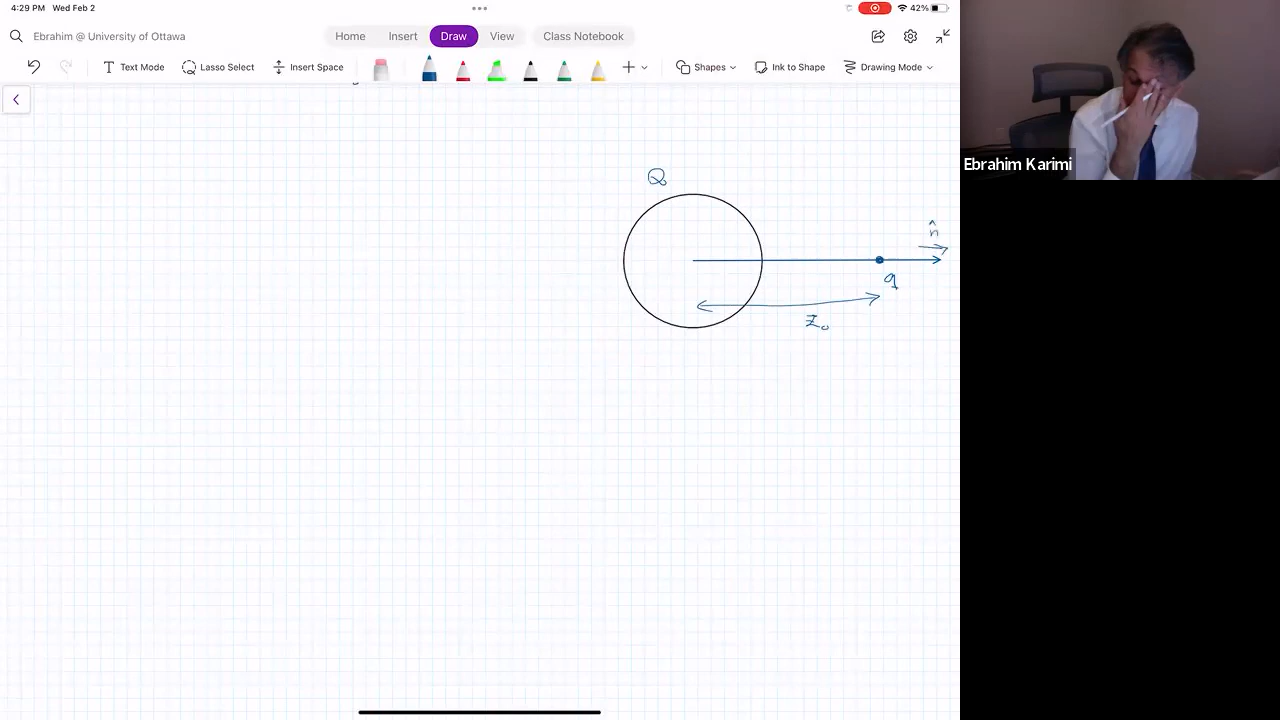 4:29 PM Wed Feb 2
42%
Ebrahim @ University of Ottawa
Home Insert Draw View Class Notebook
Text Mode Lasso Select Insert Space Shapes Ink to Shape Drawing Mode
Ebrahim Karimi
Q
n̂
q
z₀